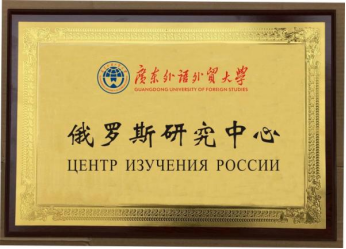 广东外语外贸大学
GUANGDONG UNIVERSITY OF FOREIGN STUDIES
俄罗斯研究中心
ЦЕНТР ИЗУЧЕНИЯ РОССИИ